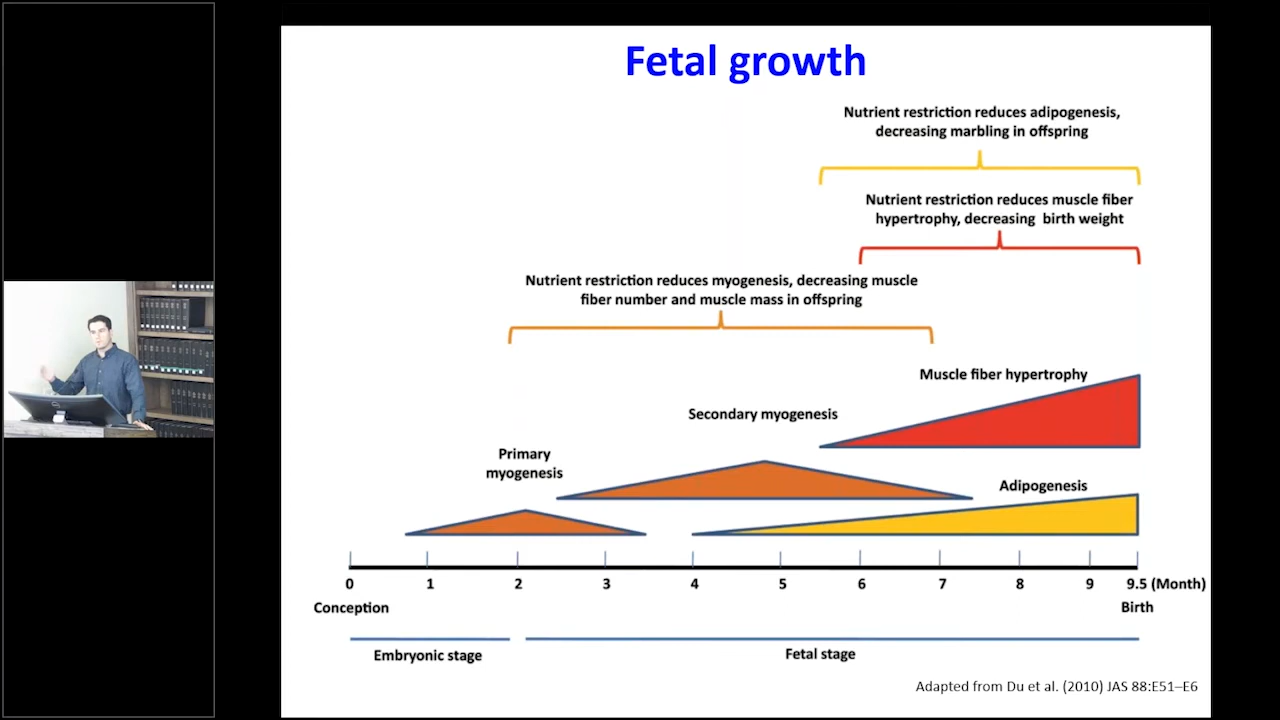 Fetal growth
Nutrient restriction reduces adipogenesis,
decreasing marbling in offspring
Nutrient restriction reduces muscle fiber
hypertrophy, decreasing birth weight
Nutrient restriction reduces myogenesis, decreasing muscle
fiber number and muscle mass in offspring
Muscle fiber hypertrophy
Secondary myogenesis
Primary
myogenesis
Adipogenesis
0 1 2 3 4 5 6 7 8 9 9.5 (Month)
Conception Birth
Embryonic stage Fetal stage
Adapted from Du et al. (2010) JAS 88:E51–E6